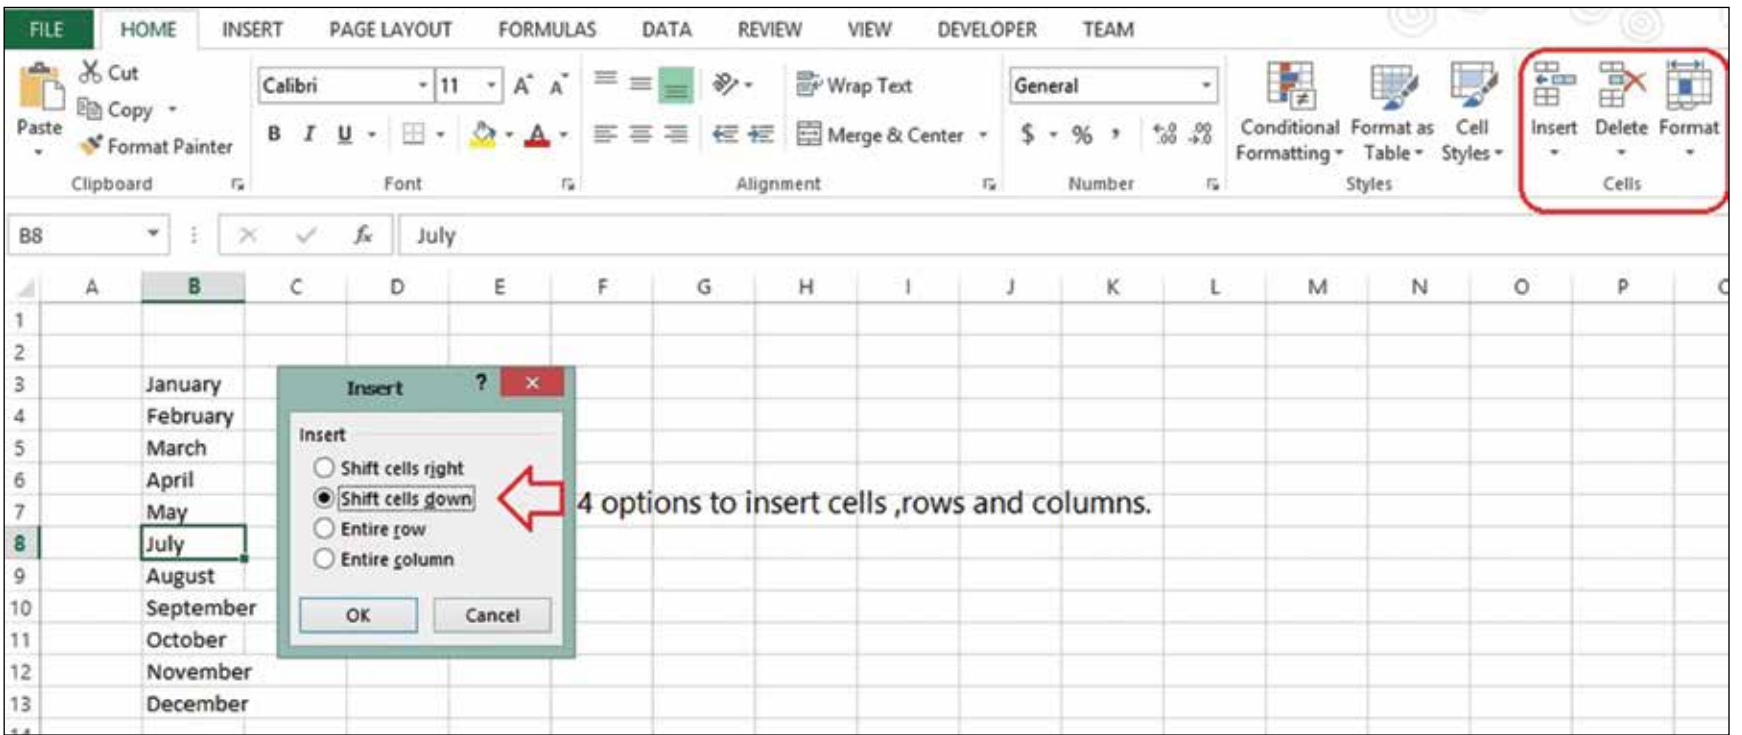 FILE HOME INSERT PAGE LAYOUT FORMULAS DATA REVIEW VIEW DEVELOPER TEAM
Paste
Cut
Copy
Format Painter
Clipboard
Calibri 11 A A
B I U A
Font
Wrap Text
Merge & Center
Alignment
General
$ % ,
Number
Conditional Formatting
Format as Table
Cell Styles
Styles
Insert Delete Format
Cells
B8 fx July
A B C D E F G H I J K L M N O P
1
2
3 January
4 February
5 March
6 April
7 May
8 July
9 August
10 September
11 October
12 November
13 December
Insert ?
Insert
Shift cells right
Shift cells down
Entire row
Entire column
OK Cancel
4 options to insert cells ,rows and columns.